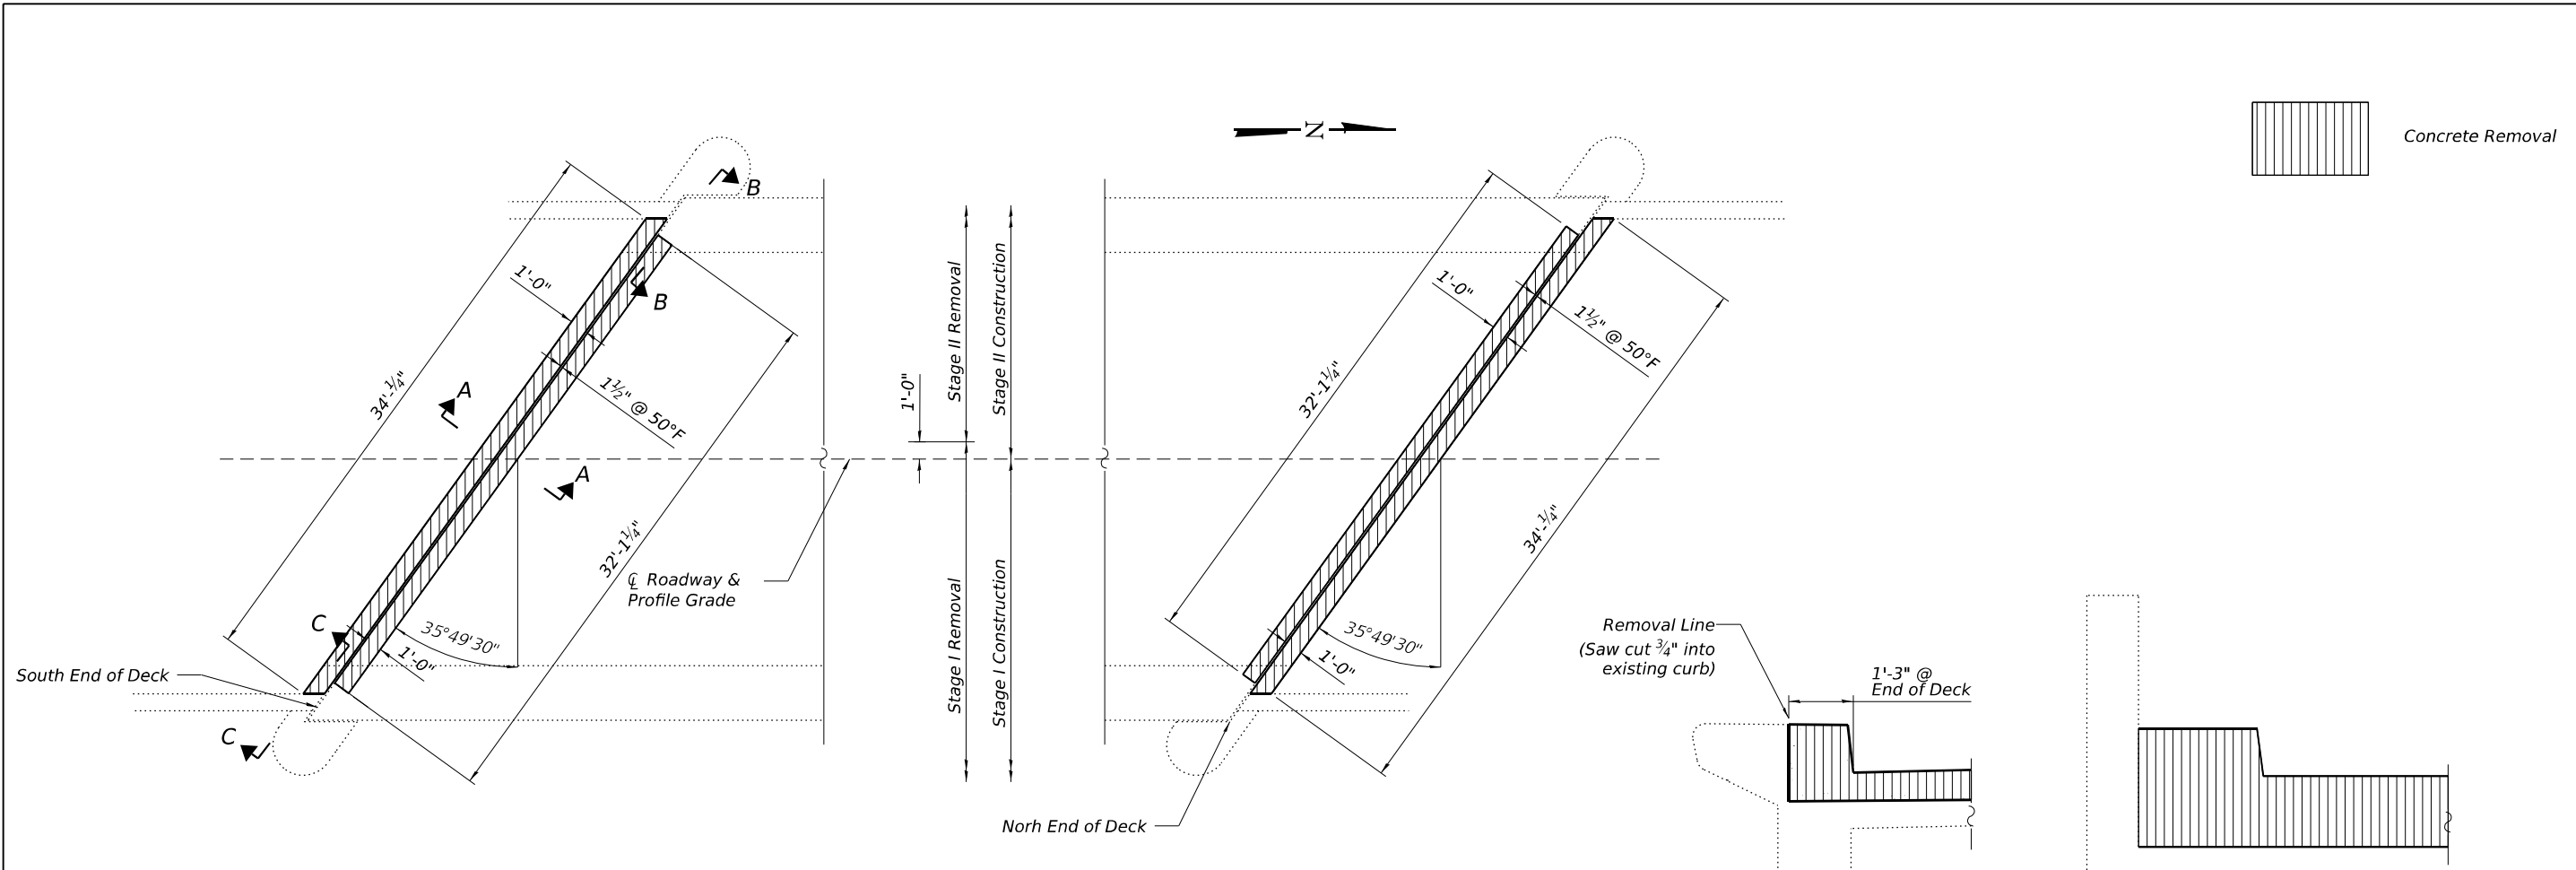 N
Concrete Removal
B
B
34'-¼"
1'-0"
1½" @ 50°F
A
A
32'-1¼"
℄ Roadway &
Profile Grade
C
C
35°49'30"
1'-0"
South End of Deck
1'-0"
Stage II Removal
Stage II Construction
Stage I Removal
Stage I Construction
32'-1¼"
1'-0"
1½" @ 50°F
34'-¼"
35°49'30"
1'-0"
Norh End of Deck
Removal Line
(Saw cut ¾" into
existing curb)
1'-3" @
End of Deck